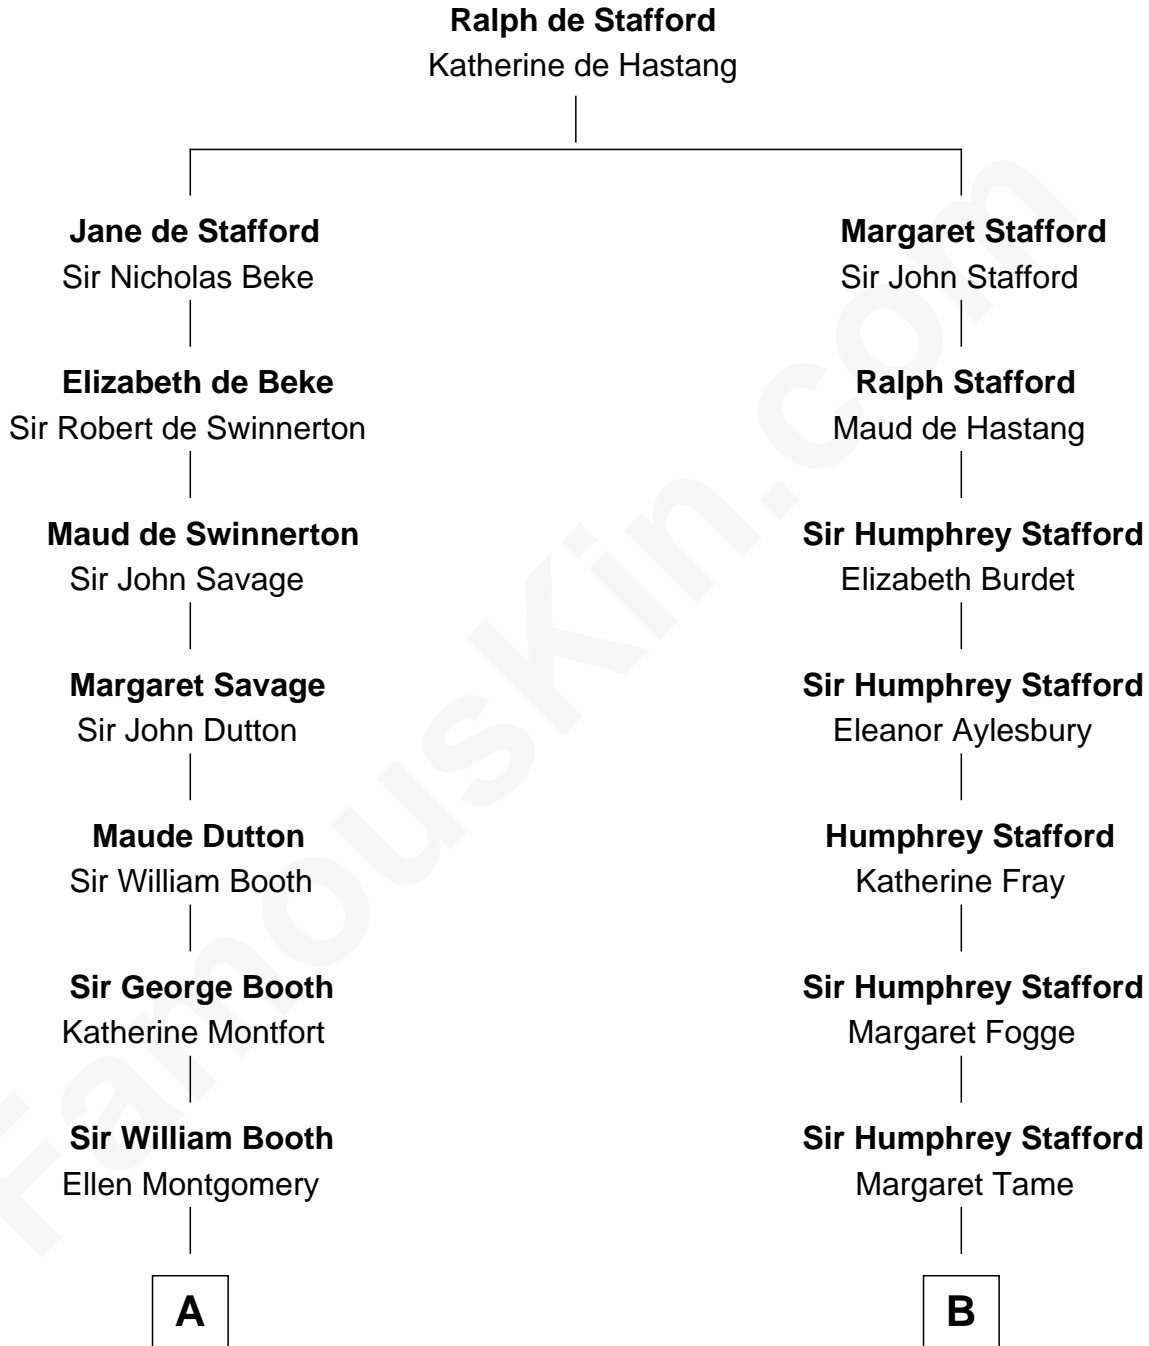 Ralph de Stafford
Katherine de Hastang
Jane de Stafford
Sir Nicholas Beke
Margaret Stafford
Sir John Stafford
Elizabeth de Beke
Sir Robert de Swinnerton
Ralph Stafford
Maud de Hastang
Maud de Swinnerton
Sir John Savage
Sir Humphrey Stafford
Elizabeth Burdet
Margaret Savage
Sir John Dutton
Sir Humphrey Stafford
Eleanor Aylesbury
Maude Dutton
Sir William Booth
Humphrey Stafford
Katherine Fray
Sir George Booth
Katherine Montfort
Sir Humphrey Stafford
Margaret Fogge
Sir William Booth
Ellen Montgomery
Sir Humphrey Stafford
Margaret Tame
A
B
FamousKin.com